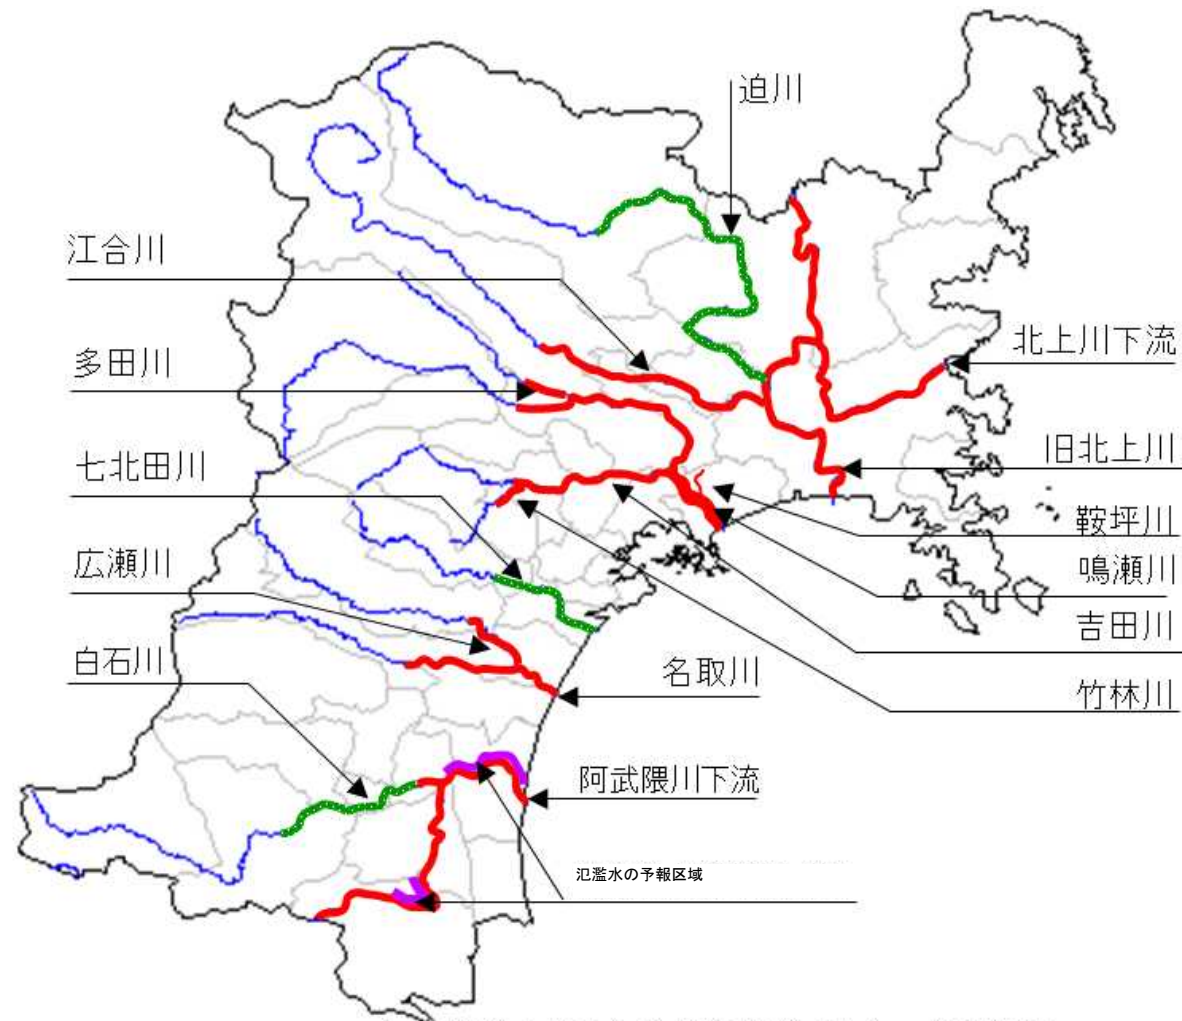 迫川
江合川
北上川下流
多田川
旧北上川
七北田川
鞍坪川
広瀬川
鳴瀬川
吉田川
白石川
名取川
竹林川
阿武隈川下流
氾濫水の予報区域